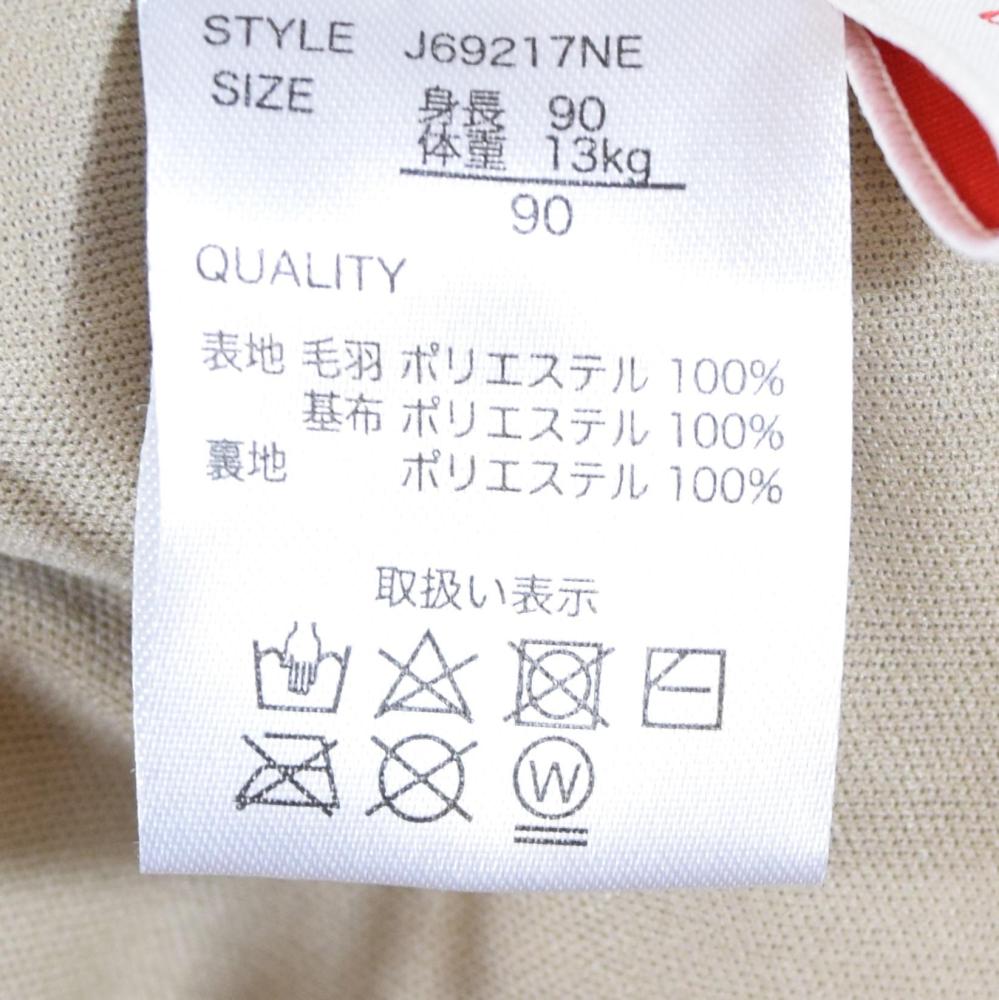 STYLE J69217NE
SIZE 身長 90
体重 13kg
90
QUALITY
表地 毛羽 ポリエステル 100%
基布 ポリエステル 100%
裏地 ポリエステル 100%
取扱い表示
W